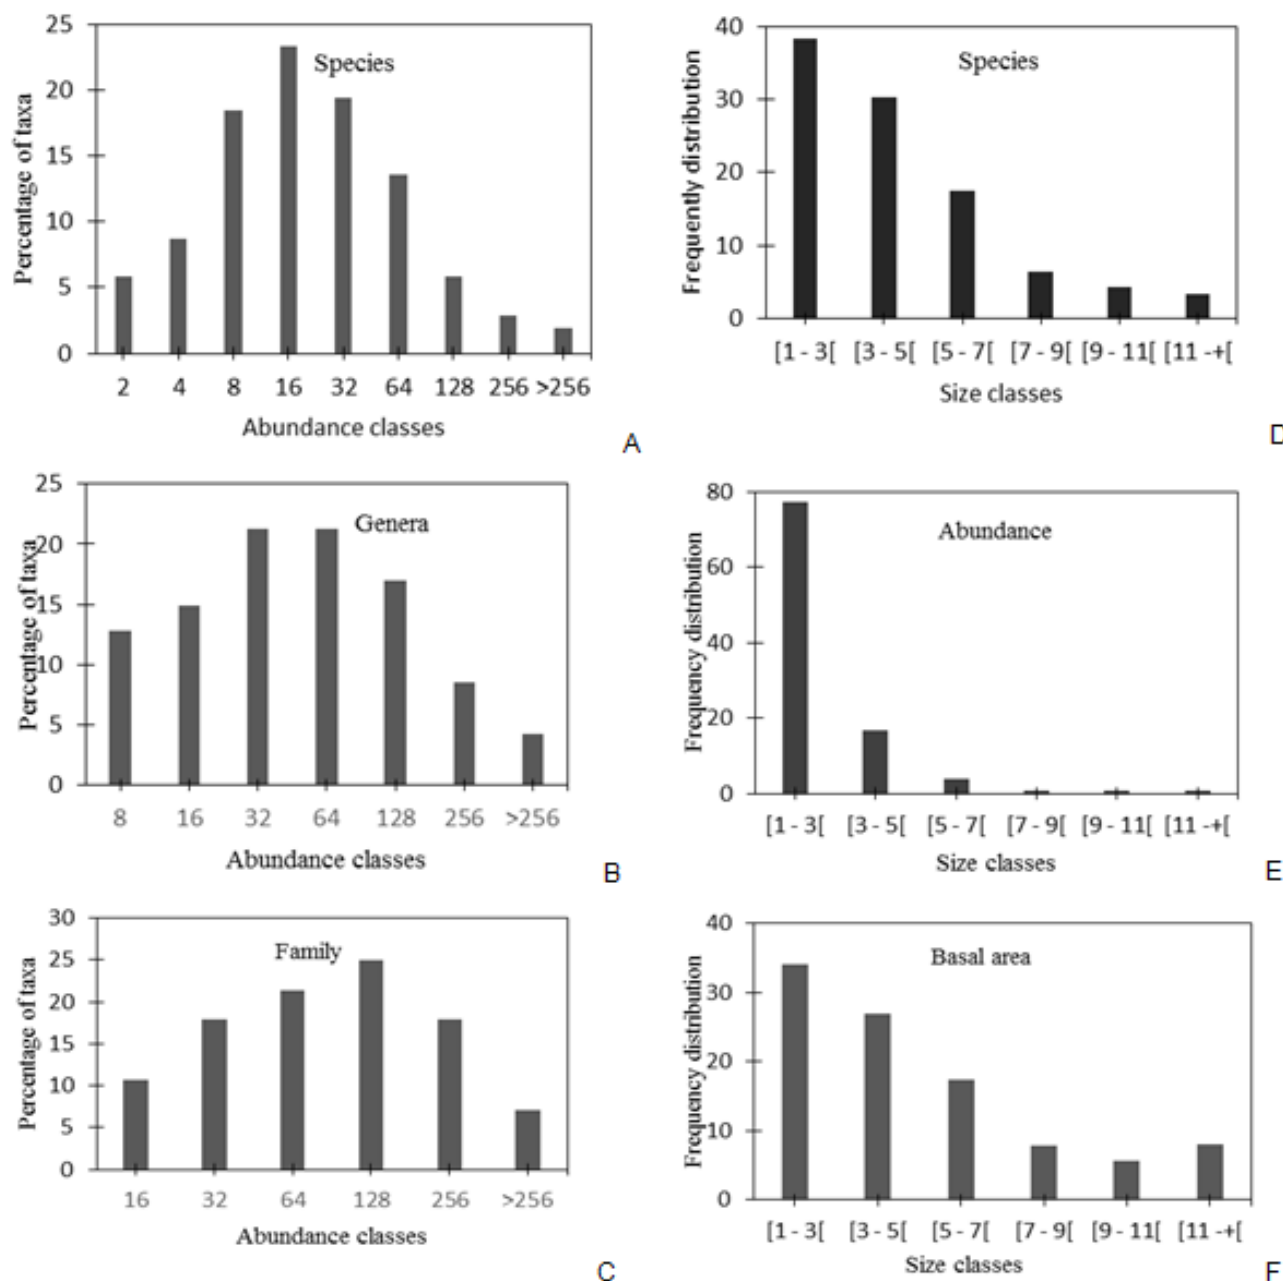 25
20
15
10
5
0
Percentage of taxa
Species
2 4 8 16 32 64 128 256 >256
Abundance classes
A
40
30
20
10
0
Frequently distribution
Species
[1 - 3[ [3 - 5[ [5 - 7[ [7 - 9[ [9 - 11[ [11 -+[
Size classes
D
25
20
15
10
5
0
Percentage of taxa
Genera
8 16 32 64 128 256 >256
Abundance classes
B
80
60
40
20
0
Frequency distribution
Abundance
[1 - 3[ [3 - 5[ [5 - 7[ [7 - 9[ [9 - 11[ [11 -+[
Size classes
E
30
25
20
15
10
5
0
Percentage of taxa
Family
16 32 64 128 256 >256
Abundance classes
C
40
30
20
10
0
Frequency distribution
Basal area
[1 - 3[ [3 - 5[ [5 - 7[ [7 - 9[ [9 - 11[ [11 -+[
Size classes
F